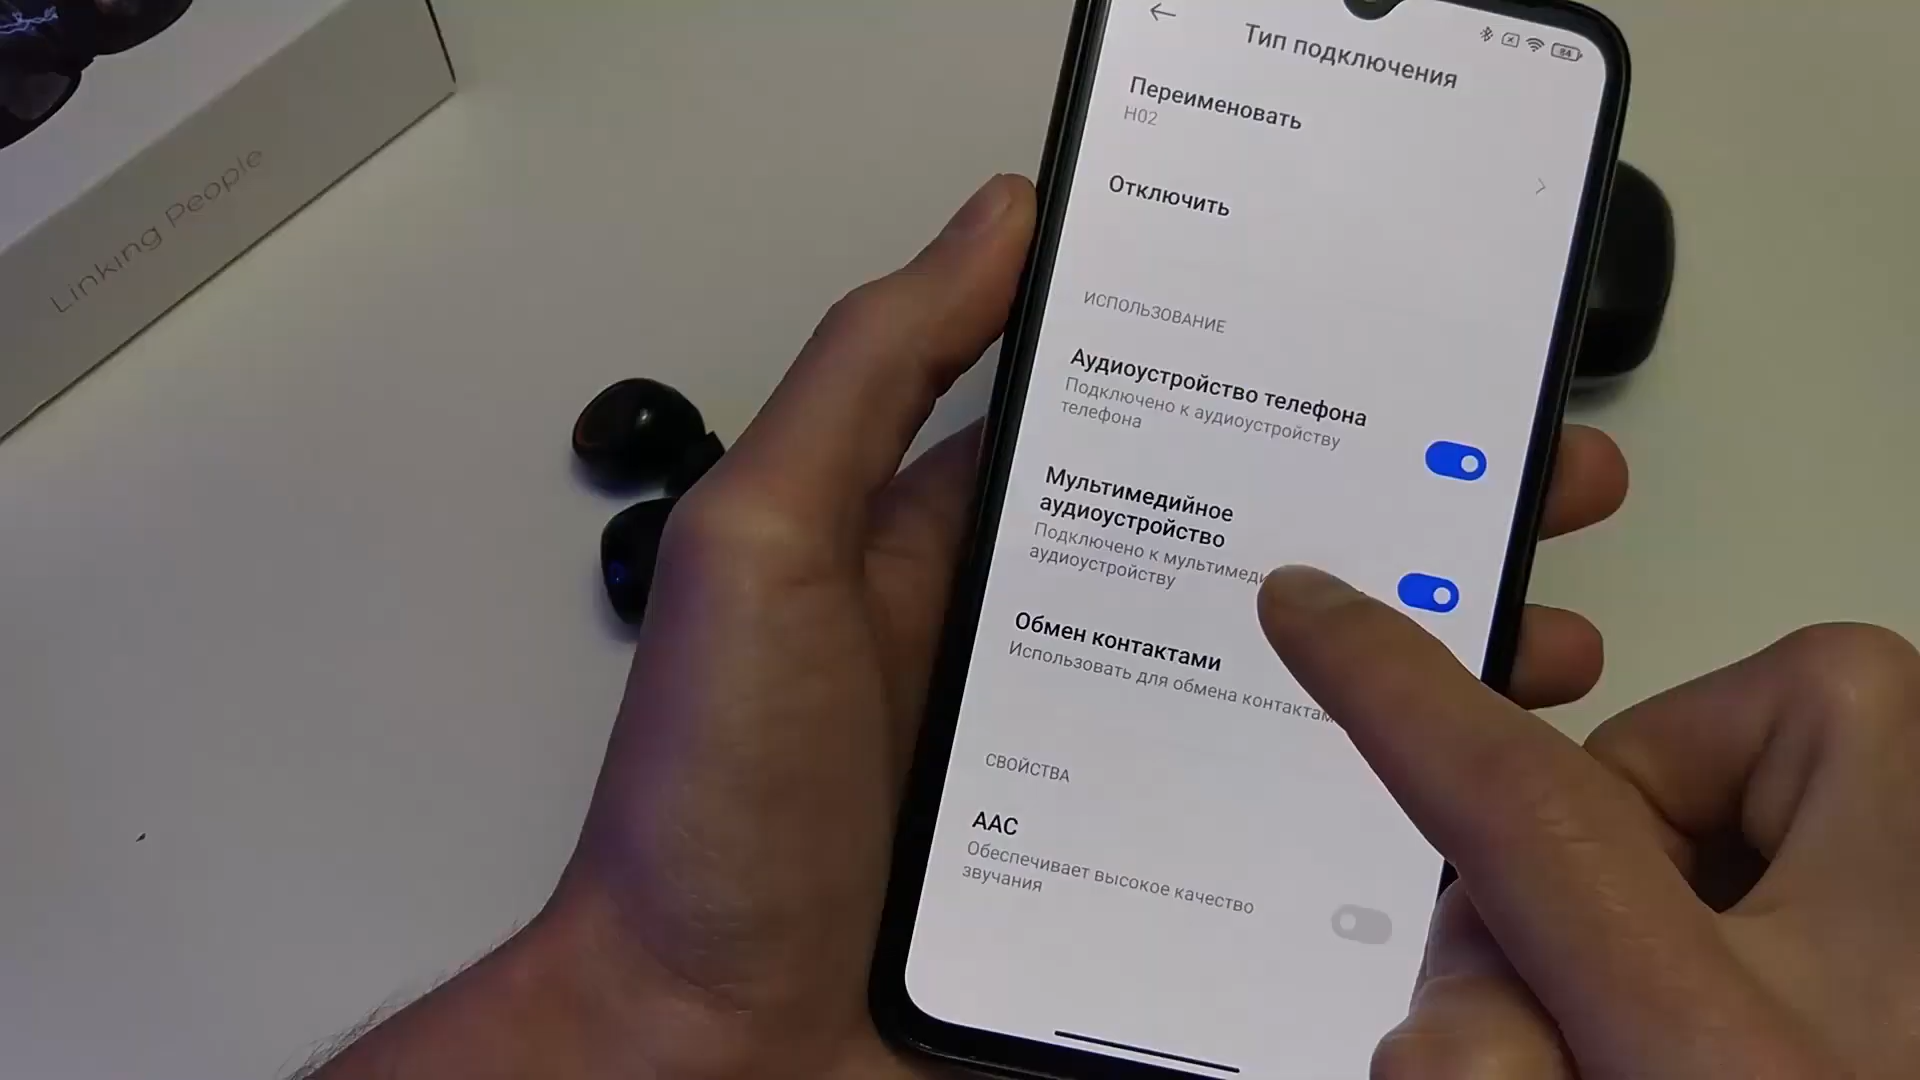 Linking People
84
Тип подключения
Переименовать
H02
Отключить
ИСПОЛЬЗОВАНИЕ
Аудиоустройство телефона
Подключено к аудиоустройству
телефона
Мультимедийное
аудиоустройство
Подключено к мультимеди
аудиоустройству
Обмен контактами
Использовать для обмена контактам
СВОЙСТВА
AAC
Обеспечивает высокое качество
звучания